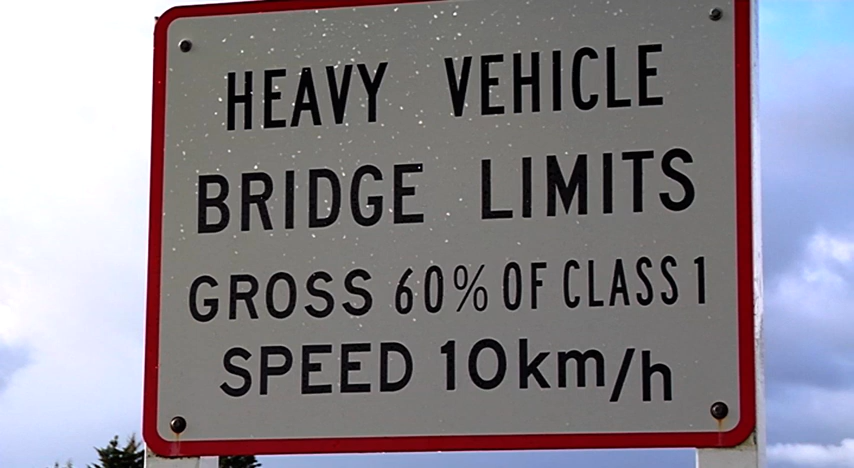 HEAVY VEHICLE
BRIDGE LIMITS
GROSS 60% OF CLASS 1
SPEED 10km/h